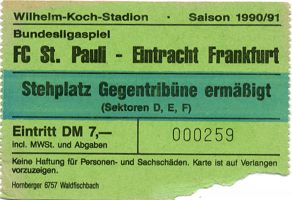 Wilhelm-Koch-Stadion · Saison 1990/91
Bundesligaspiel
FC St. Pauli - Eintracht Frankfurt
Stehplatz Gegentribüne ermäßigt
(Sektoren D, E, F)
Eintritt DM 7,—
incl. MWSt. und Abgaben
000259
Keine Haftung für Personen- und Sachschäden. Karte ist auf Verlangen
vorzuzeigen.
Hornberger 6757 Waldfischbach